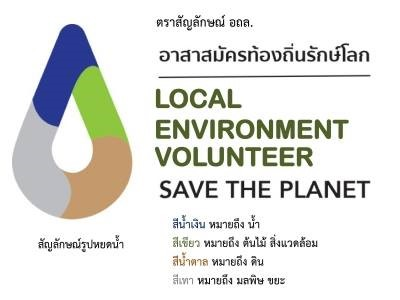 ตราสัญลักษณ์ อถล.
อาสาสมัครท้องถิ่นรักษ์โลก
LOCAL
ENVIRONMENT
VOLUNTEER
SAVE THE PLANET
สัญลักษณ์รูปหยดน้ำ
สีน้ำเงิน หมายถึง น้ำ
สีเขียว หมายถึง ต้นไม้ สิ่งแวดล้อม
สีน้ำตาล หมายถึง ดิน
สีเทา หมายถึง มลพิษ ขยะ